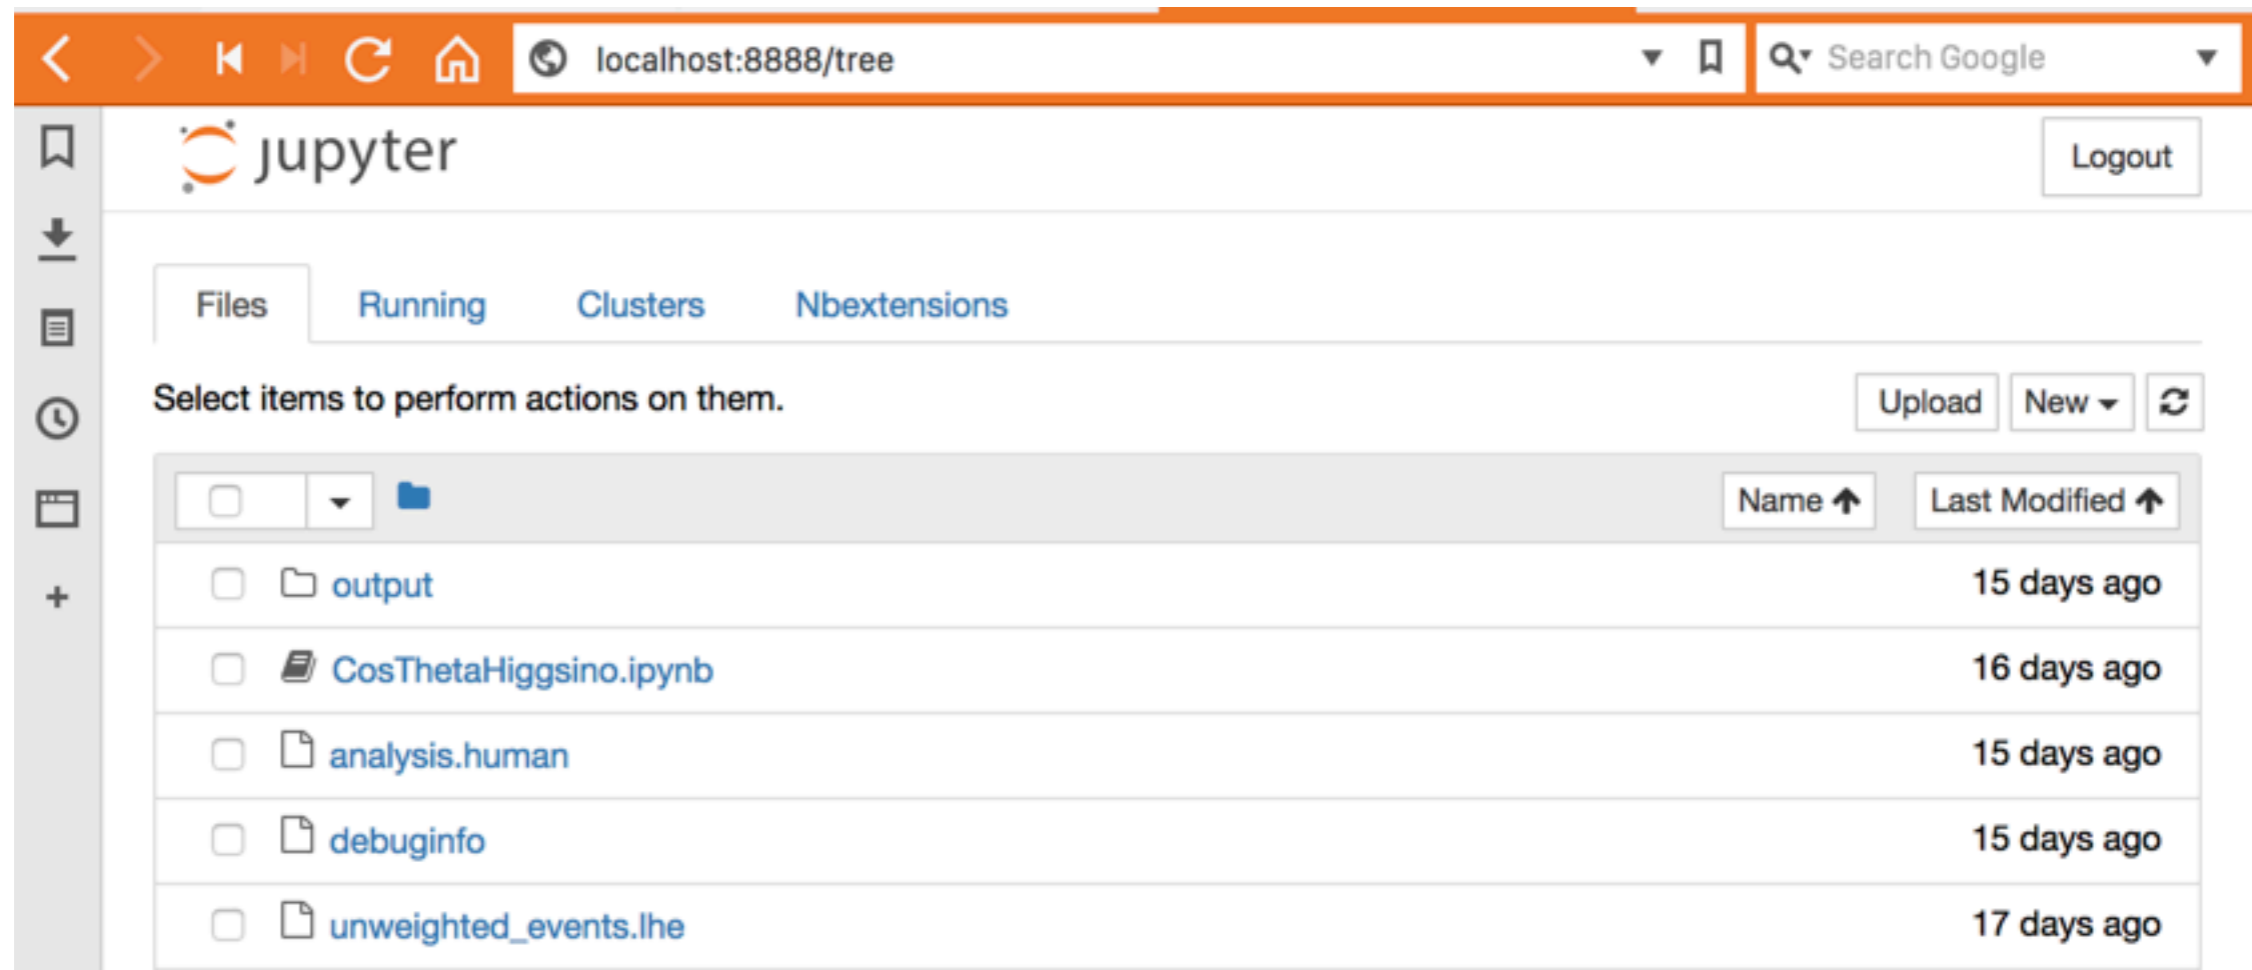 localhost:8888/tree Search Google
jupyter Logout
Files Running Clusters Nbextensions
Select items to perform actions on them. Upload New
Name Last Modified
output 15 days ago
CosThetaHiggsino.ipynb 16 days ago
analysis.human 15 days ago
debuginfo 15 days ago
unweighted_events.lhe 17 days ago